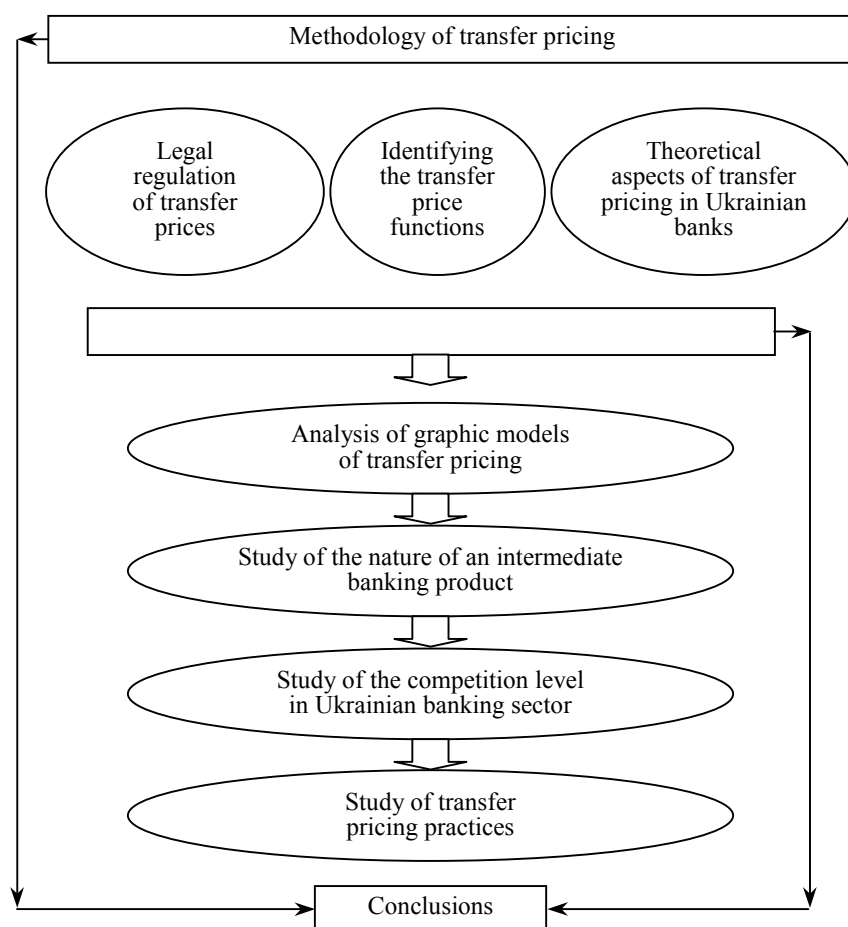 Methodology of transfer pricing
Legal
regulation
of transfer
prices
Identifying
the transfer
price
functions
Theoretical
aspects of transfer
pricing in Ukrainian
banks
Analysis of graphic models
of transfer pricing
Study of the nature of an intermediate
banking product
Study of the competition level
in Ukrainian banking sector
Study of transfer
pricing practices
Conclusions